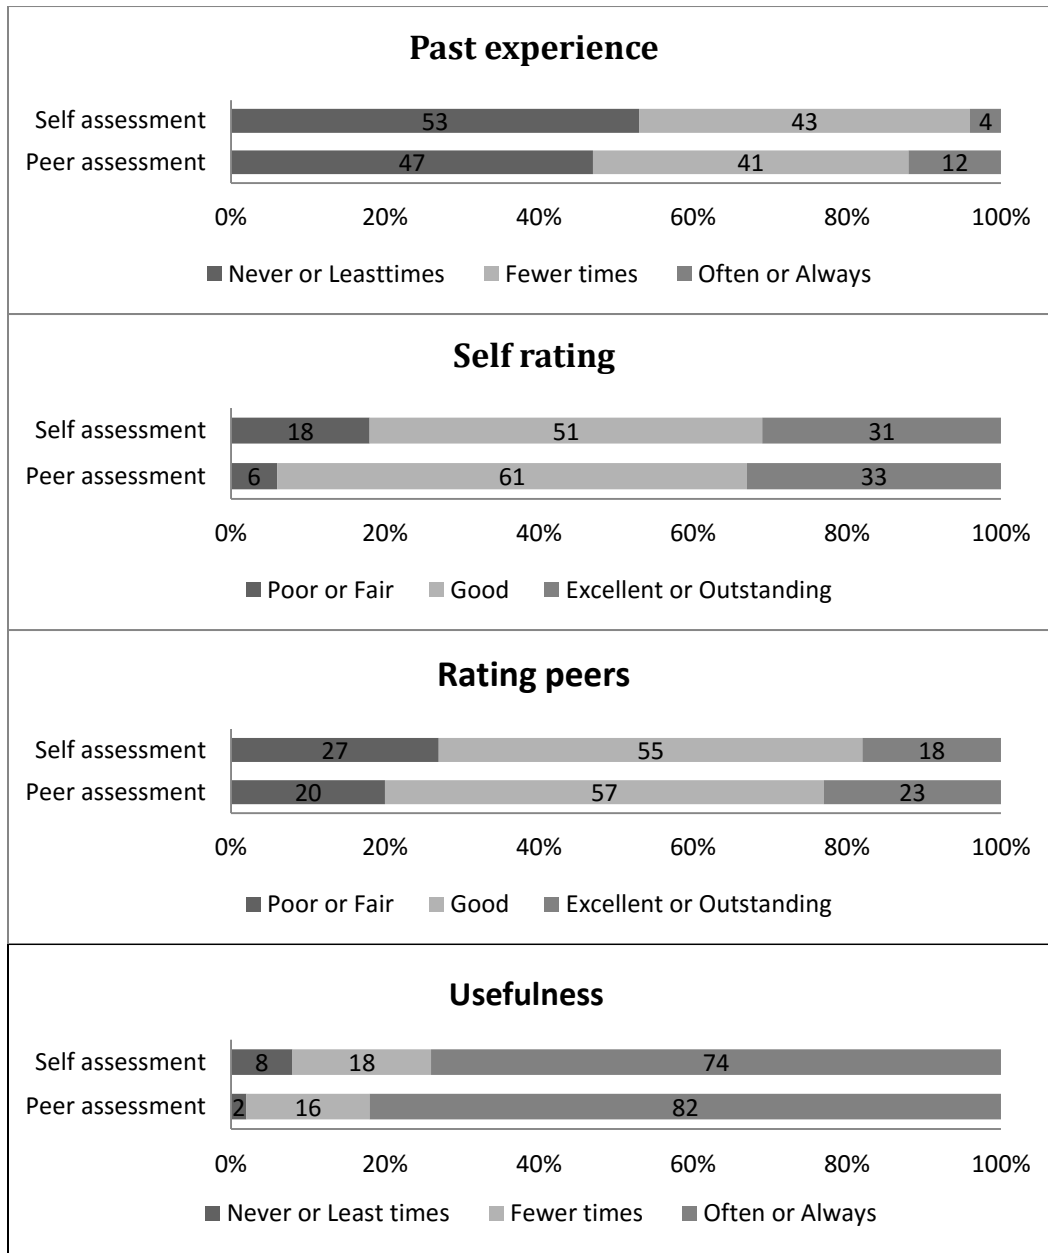 Past experience
Self assessment 53 43 4
Peer assessment 47 41 12
0% 20% 40% 60% 80% 100%
Never or Leasttimes Fewer times Often or Always
Self rating
Self assessment 18 51 31
Peer assessment 6 61 33
0% 20% 40% 60% 80% 100%
Poor or Fair Good Excellent or Outstanding
Rating peers
Self assessment 27 55 18
Peer assessment 20 57 23
0% 20% 40% 60% 80% 100%
Poor or Fair Good Excellent or Outstanding
Usefulness
Self assessment 8 18 74
Peer assessment 2 16 82
0% 20% 40% 60% 80% 100%
Never or Least times Fewer times Often or Always